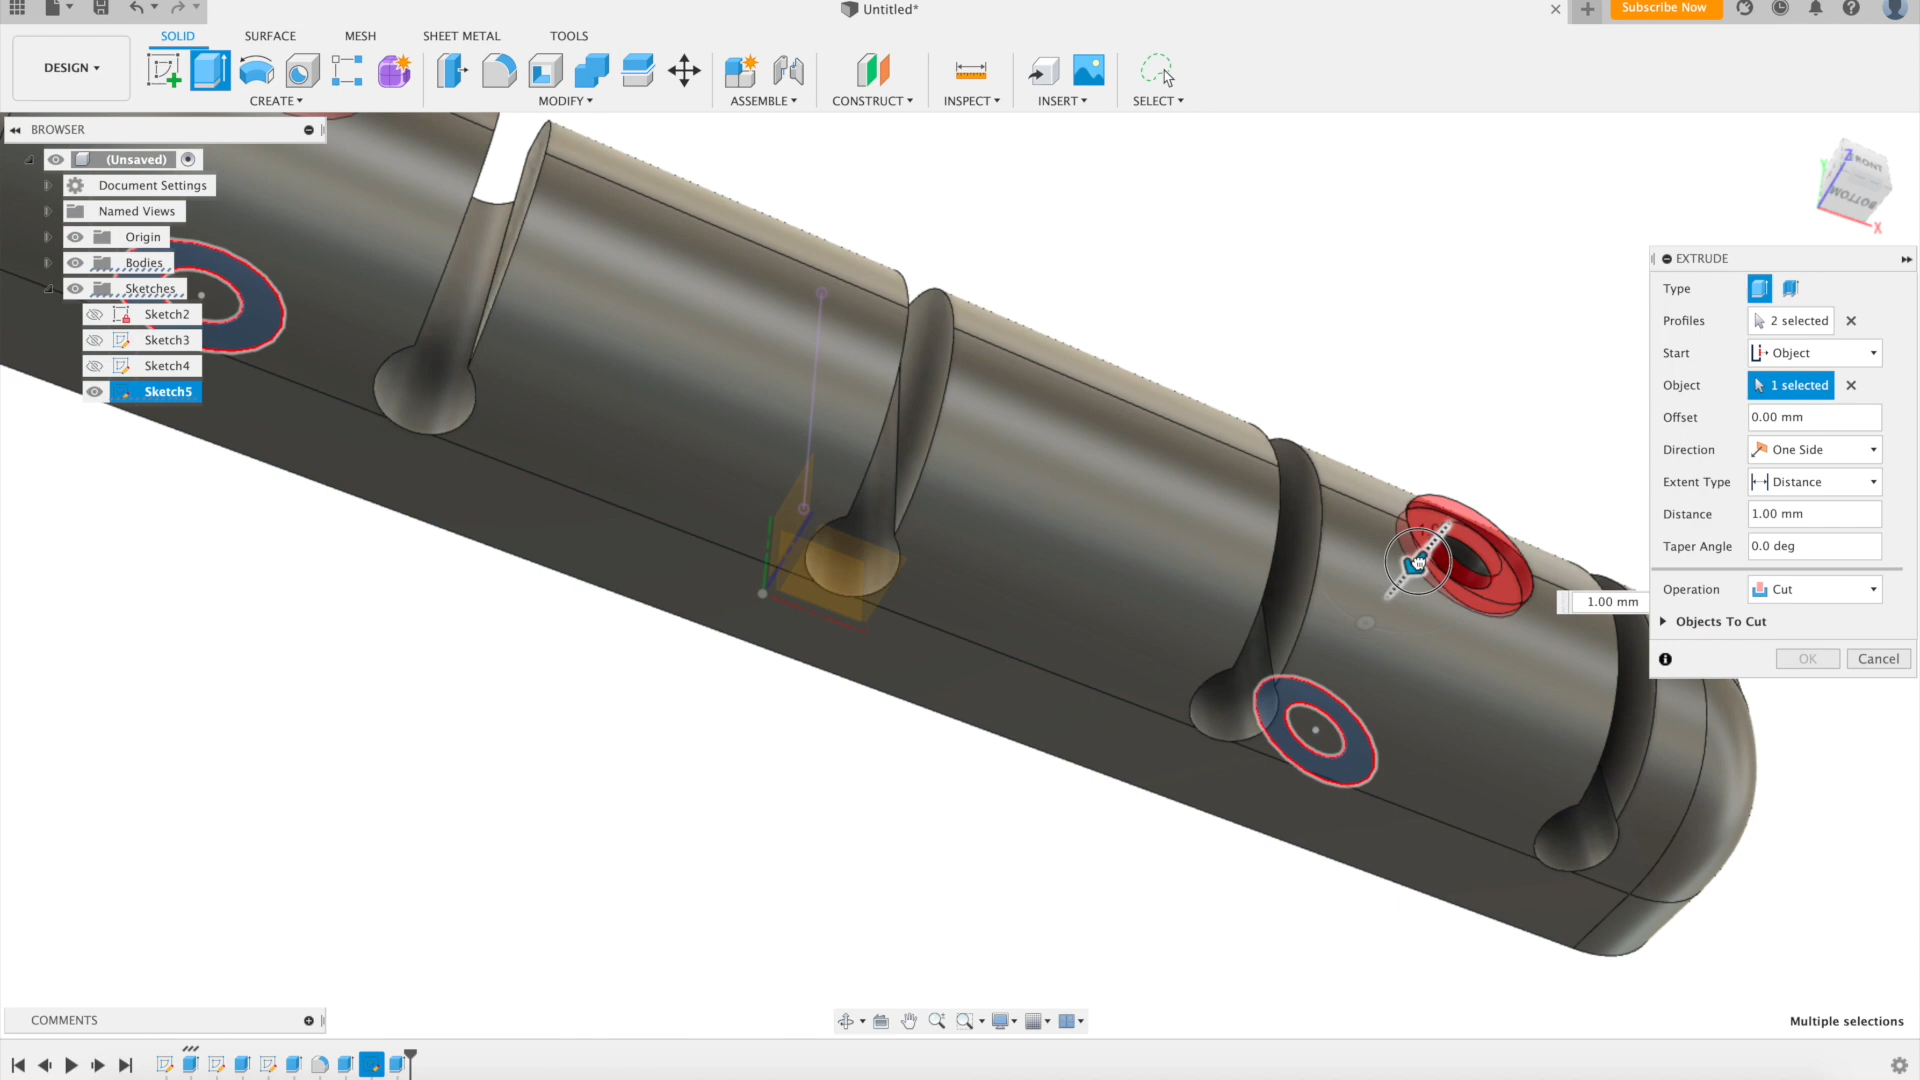 Untitled*
Subscribe Now
DESIGN
SOLID
SURFACE
MESH
SHEET METAL
TOOLS
CREATE
MODIFY
ASSEMBLE
CONSTRUCT
INSPECT
INSERT
SELECT
BROWSER
(Unsaved)
Document Settings
Named Views
Origin
Bodies
Sketches
Sketch2
Sketch3
Sketch4
Sketch5
Z
FRONT
Y
BOTTOM
X
EXTRUDE
Type
Profiles
2 selected
Start
Object
Object
1 selected
Offset
0.00 mm
Direction
One Side
Extent Type
Distance
Distance
1.00 mm
Taper Angle
0.0 deg
Operation
Cut
Objects To Cut
OK
Cancel
1.00 mm
COMMENTS
Multiple selections